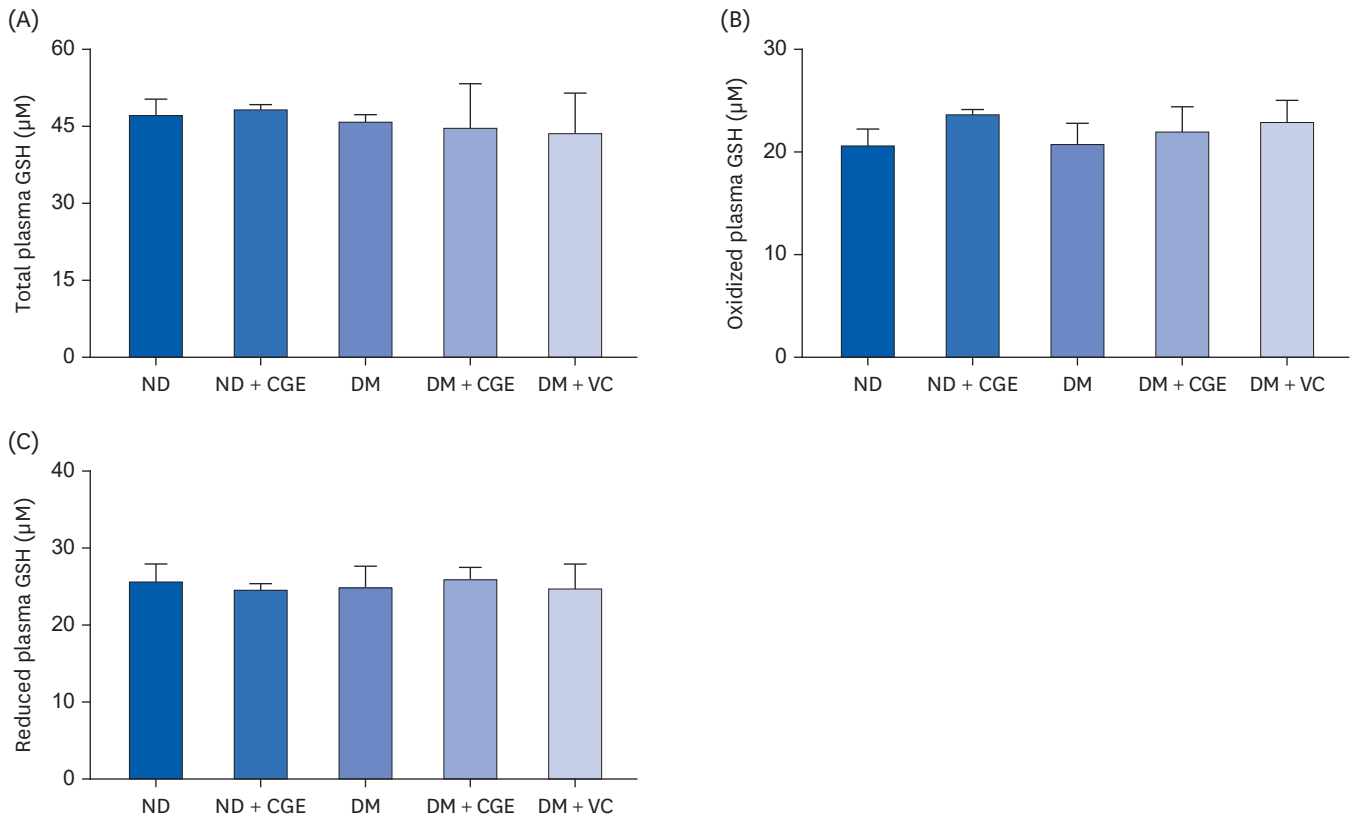 (A)
Total plasma GSH (µM)
60
45
30
15
0
ND
ND + CGE
DM
DM + CGE
DM + VC
(B)
Oxidized plasma GSH (µM)
30
20
10
0
ND
ND + CGE
DM
DM + CGE
DM + VC
(C)
Reduced plasma GSH (µM)
40
30
20
10
0
ND
ND + CGE
DM
DM + CGE
DM + VC